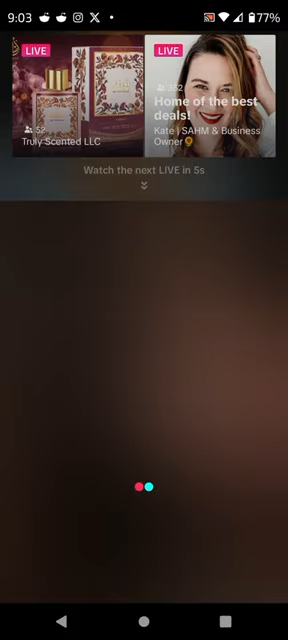 9:03
77%
LIVE
LIVE
52
Truly Scented LLC
Home of the best
deals!
Kate | SAHM & Business
Owner🌻
Watch the next LIVE in 5s